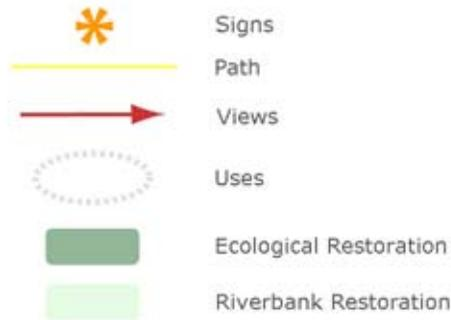 Signs
Path
Views
Uses
Ecological Restoration
Riverbank Restoration